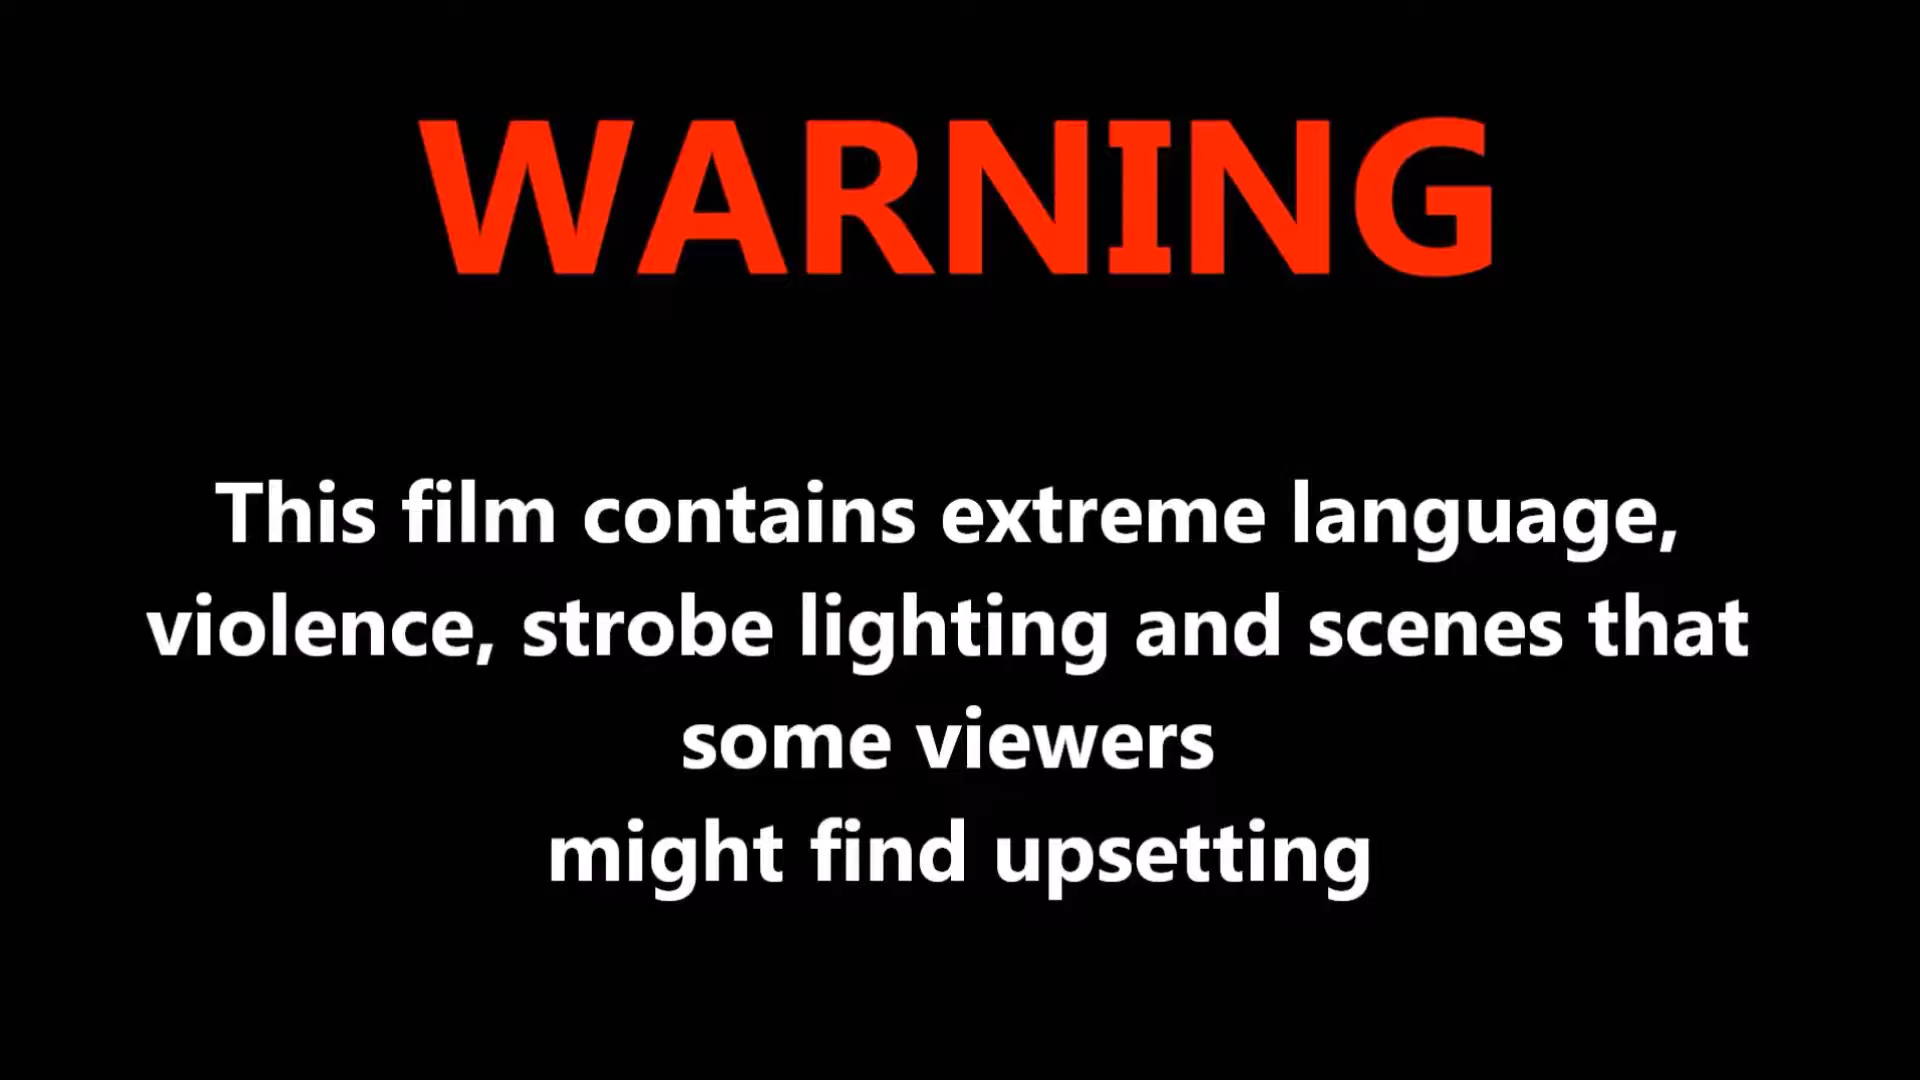 WARNING
This film contains extreme language,
violence, strobe lighting and scenes that
some viewers
might find upsetting